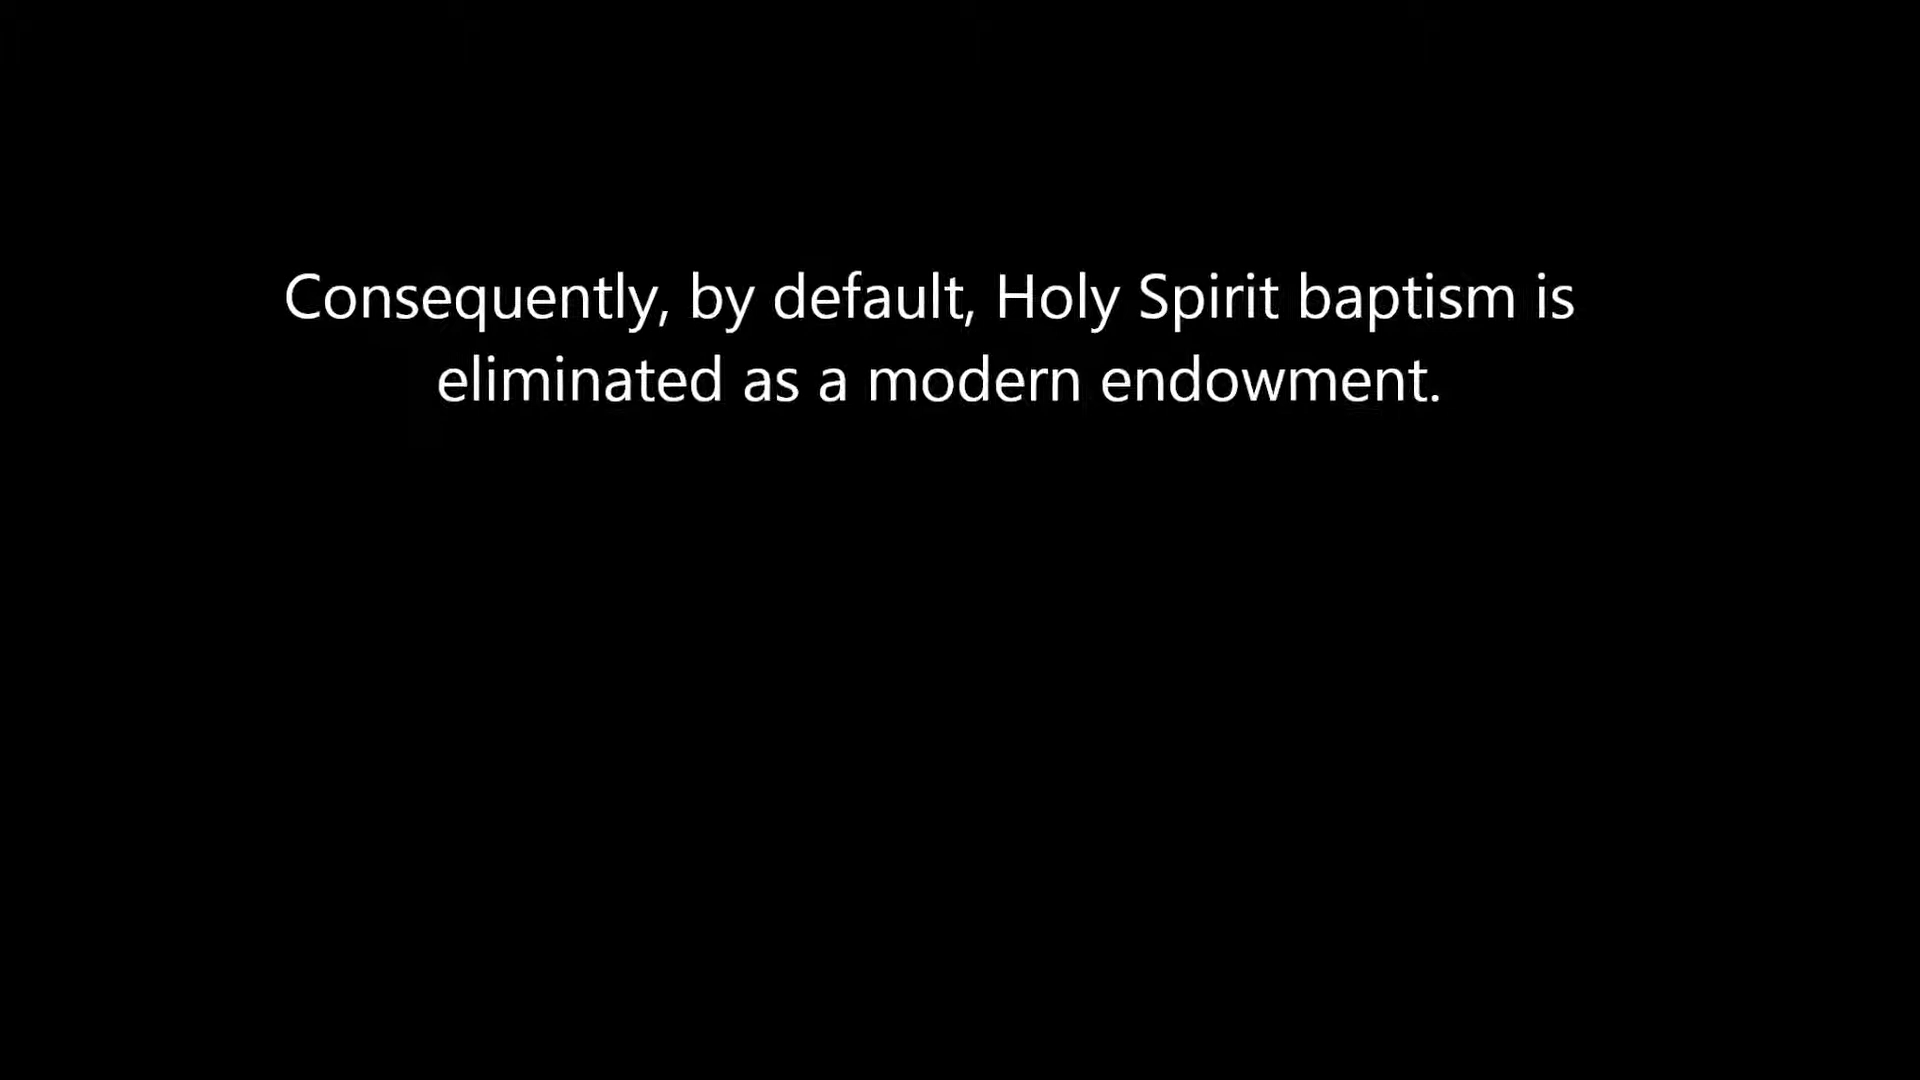 Consequently, by default, Holy Spirit baptism is
eliminated as a modern endowment.